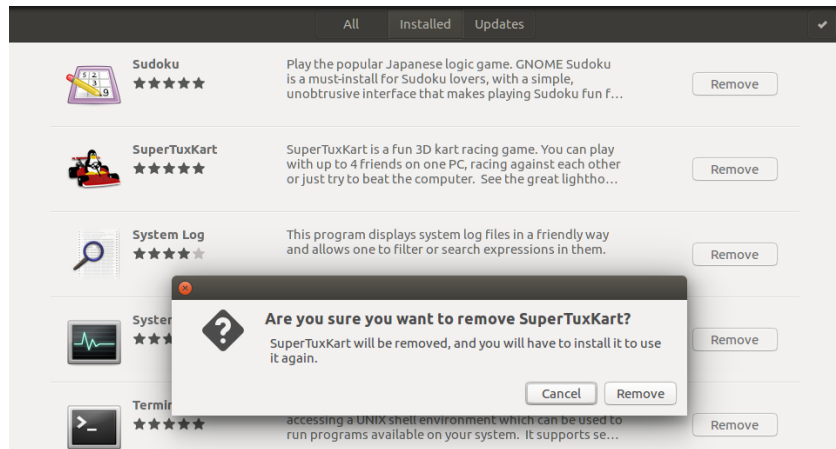 All Installed Updates
Sudoku
Play the popular Japanese logic game. GNOME Sudoku
is a must-install for Sudoku lovers, with a simple,
unobtrusive interface that makes playing Sudoku fun f...
Remove
SuperTuxKart
SuperTuxKart is a fun 3D kart racing game. You can play
with up to 4 friends on one PC, racing against each other
or just try to beat the computer. See the great lightho...
Remove
System Log
This program displays system log files in a friendly way
and allows one to filter or search expressions in them.
Remove
Remove
Are you sure you want to remove SuperTuxKart?
SuperTuxKart will be removed, and you will have to install it to use
it again.
Cancel Remove
accessing a UNIX shell environment which can be used to
run programs available on your system. It supports se...
Remove